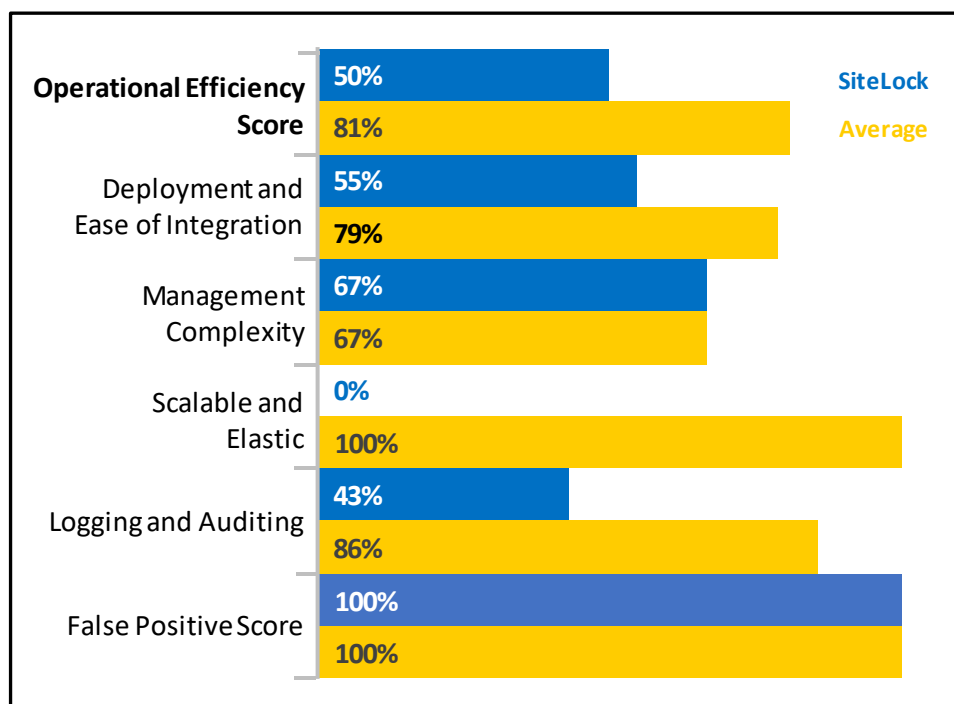 Operational Efficiency
Score
50%
81%
SiteLock
Average
Deployment and
Ease of Integration
55%
79%
Management
Complexity
67%
67%
Scalable and
Elastic
0%
100%
Logging and Auditing
43%
86%
False Positive Score
100%
100%